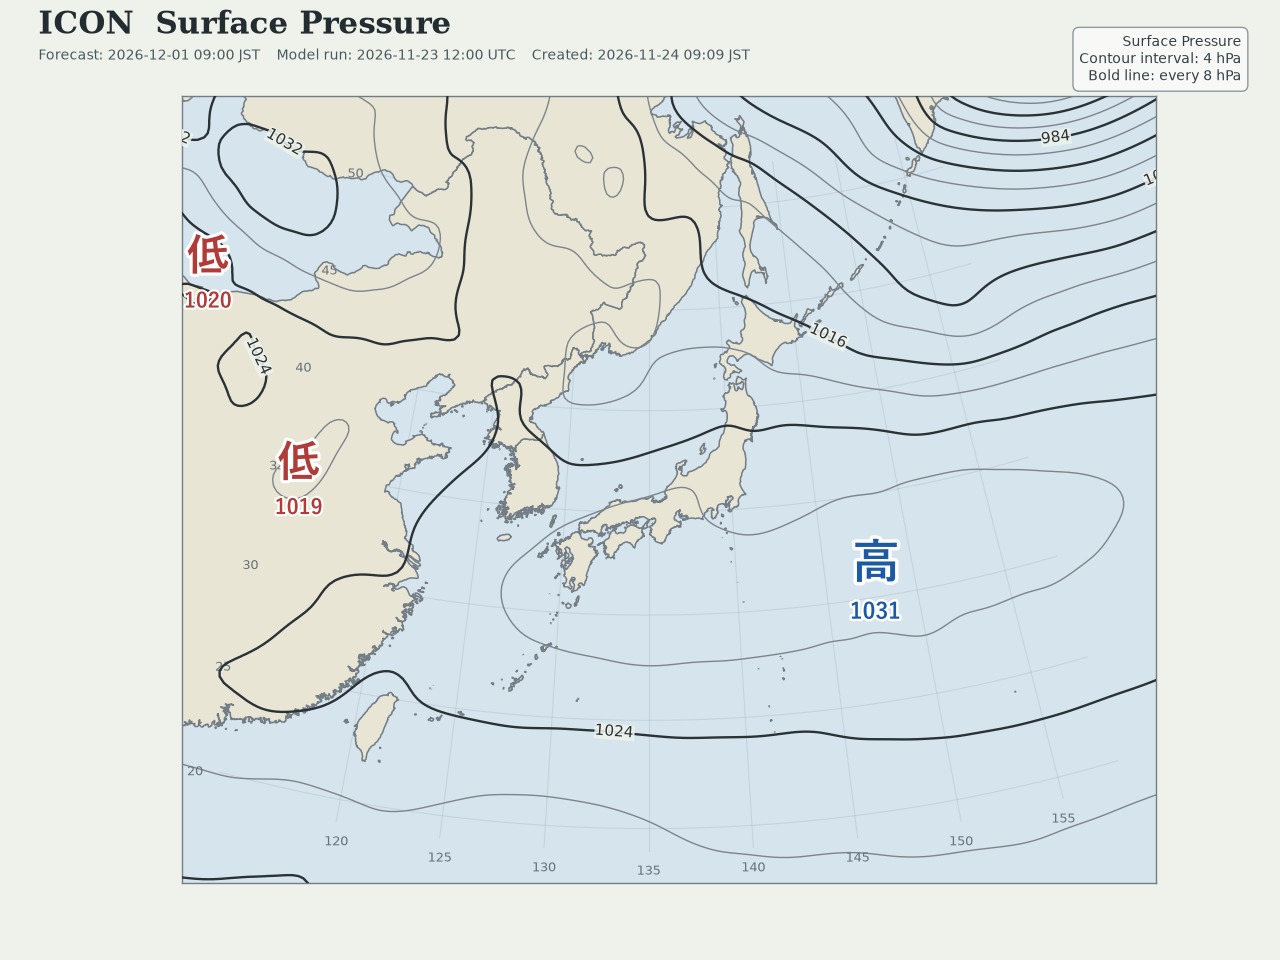 ICON  Surface Pressure
Forecast: 2026-12-01 09:00 JST    Model run: 2026-11-23 12:00 UTC    Created: 2026-11-24 09:09 JST
Surface Pressure
Contour interval: 4 hPa
Bold line: every 8 hPa
984
1032
50
低
1020
45
1016
1024
40
低
1019
高
1031
30
25
1024
20
120
125
130
135
140
145
150
155